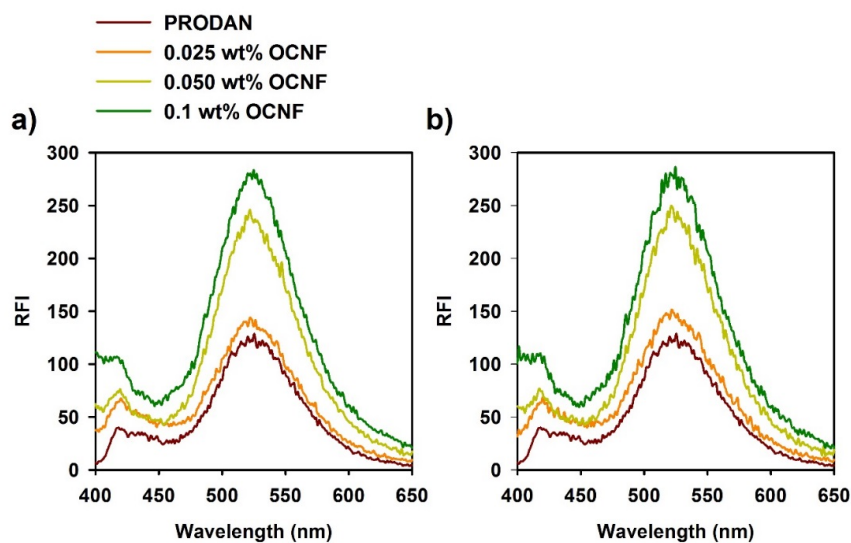 PRODAN
0.025 wt% OCNF
0.050 wt% OCNF
0.1 wt% OCNF
a)
300
250
200
150
100
50
0
RFI
400 450 500 550 600 650
Wavelength (nm)
b)
300
250
200
150
100
50
0
RFI
400 450 500 550 600 650
Wavelength (nm)